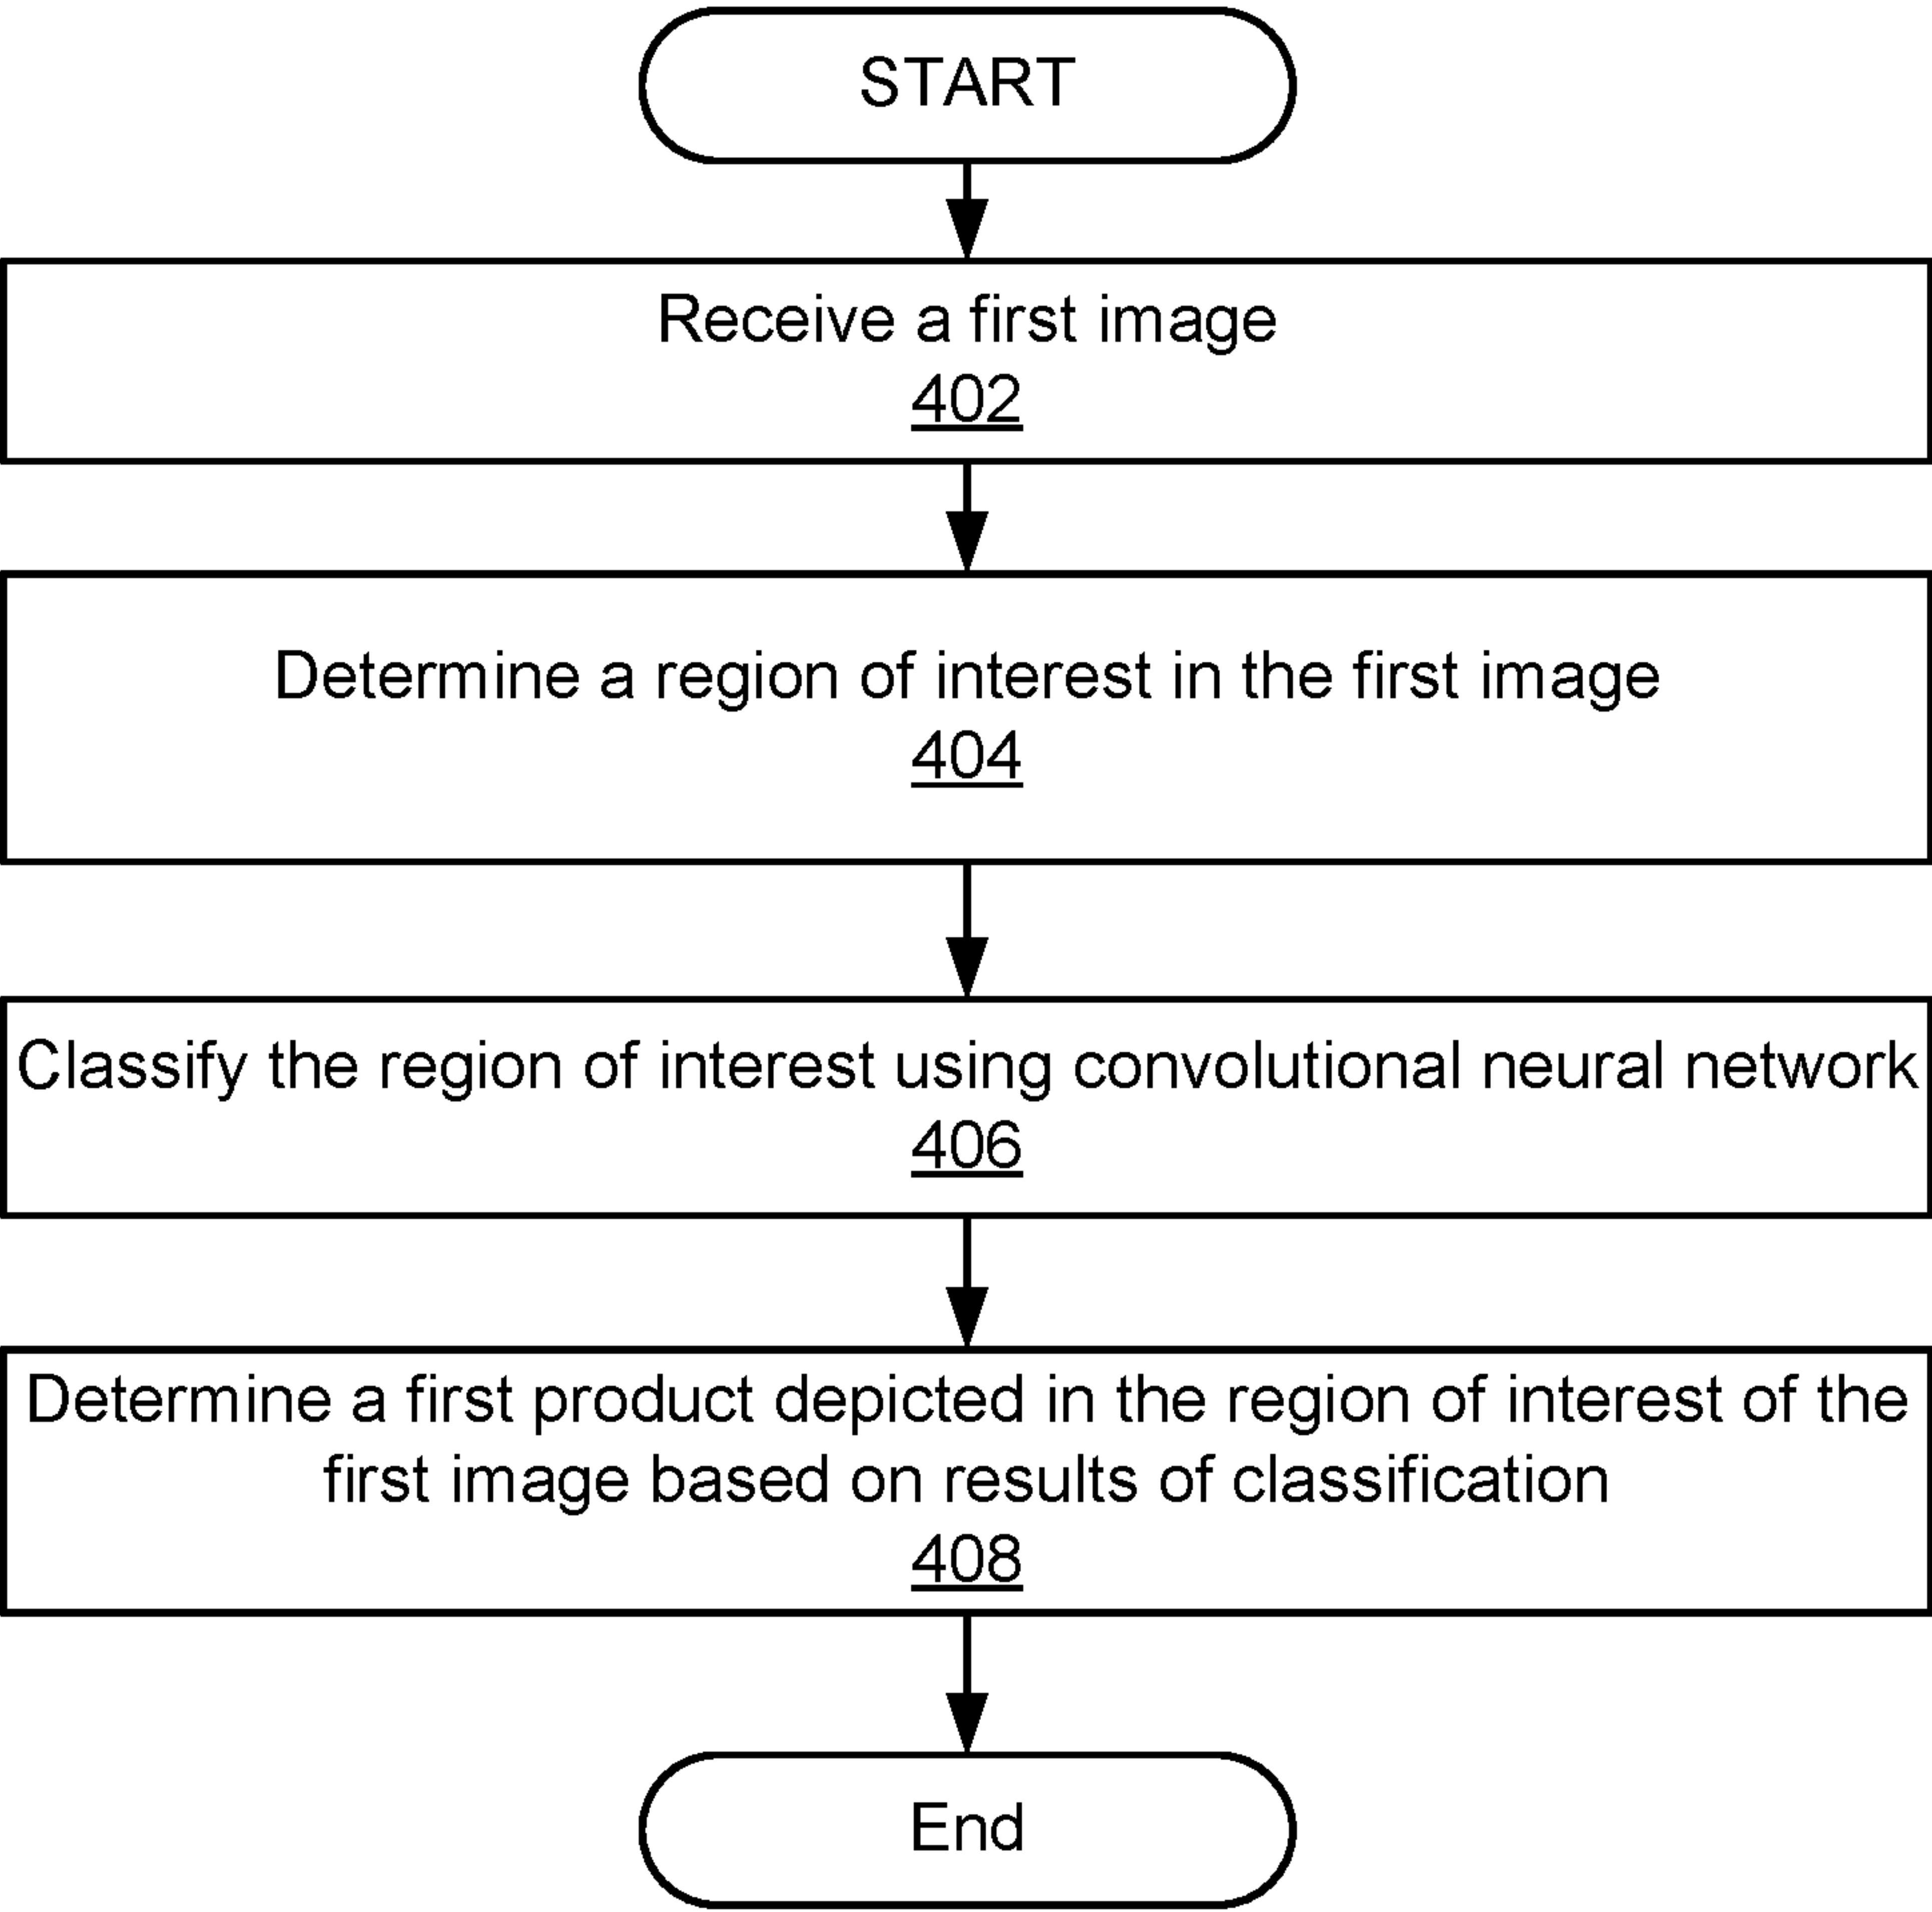 START
Receive a first image
402
Determine a region of interest in the first image
404
Classify the region of interest using convolutional neural network
406
Determine a first product depicted in the region of interest of the
first image based on results of classification
408
End